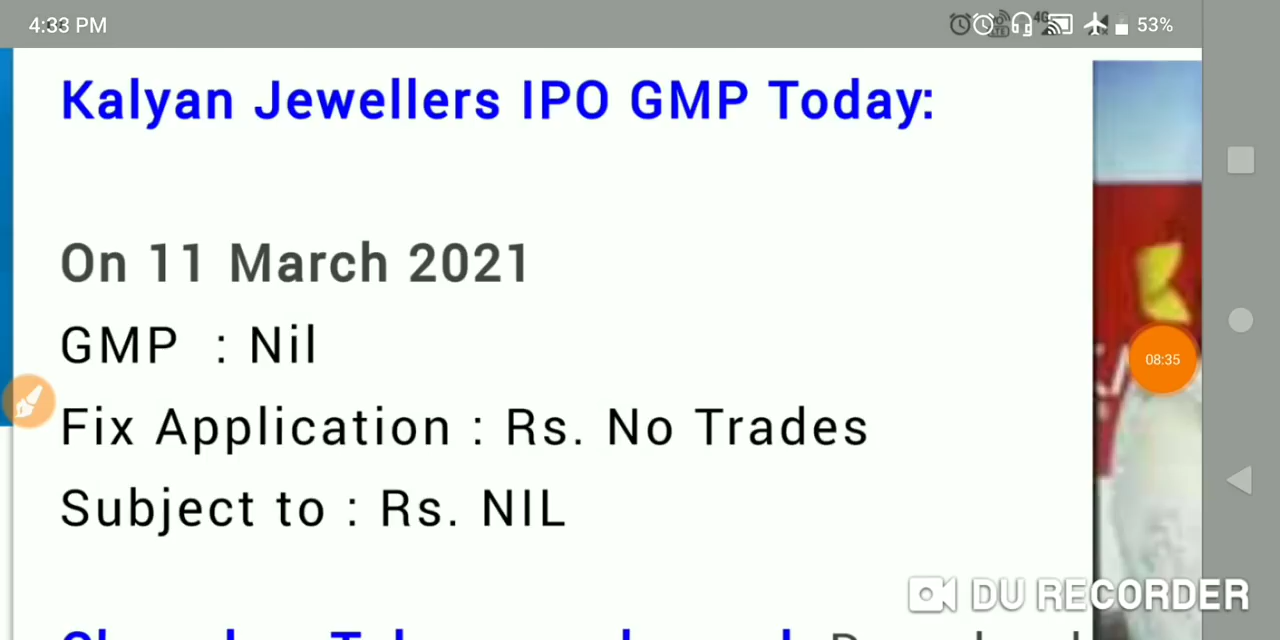 4:33 PM
4G
53%
Kalyan Jewellers IPO GMP Today:
On 11 March 2021
GMP : Nil
08:35
Fix Application : Rs. No Trades
Subject to : Rs. NIL
DU RECORDER